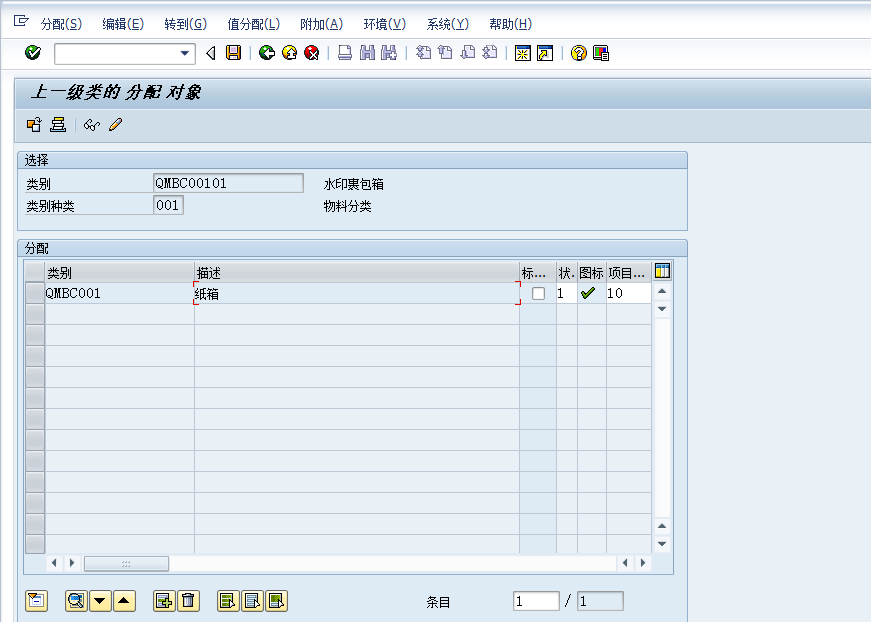 分配(S) 编辑(E) 转到(G) 值分配(L) 附加(A) 环境(V) 系统(Y) 帮助(H)
上一级类的 分配 对象
选择
类别 QMBC00101 水印裹包箱
类别种类 001 物料分类
分配
类别 描述 标... 状. 图标 项目...
QMBC001 纸箱 1 10
条目 1 / 1